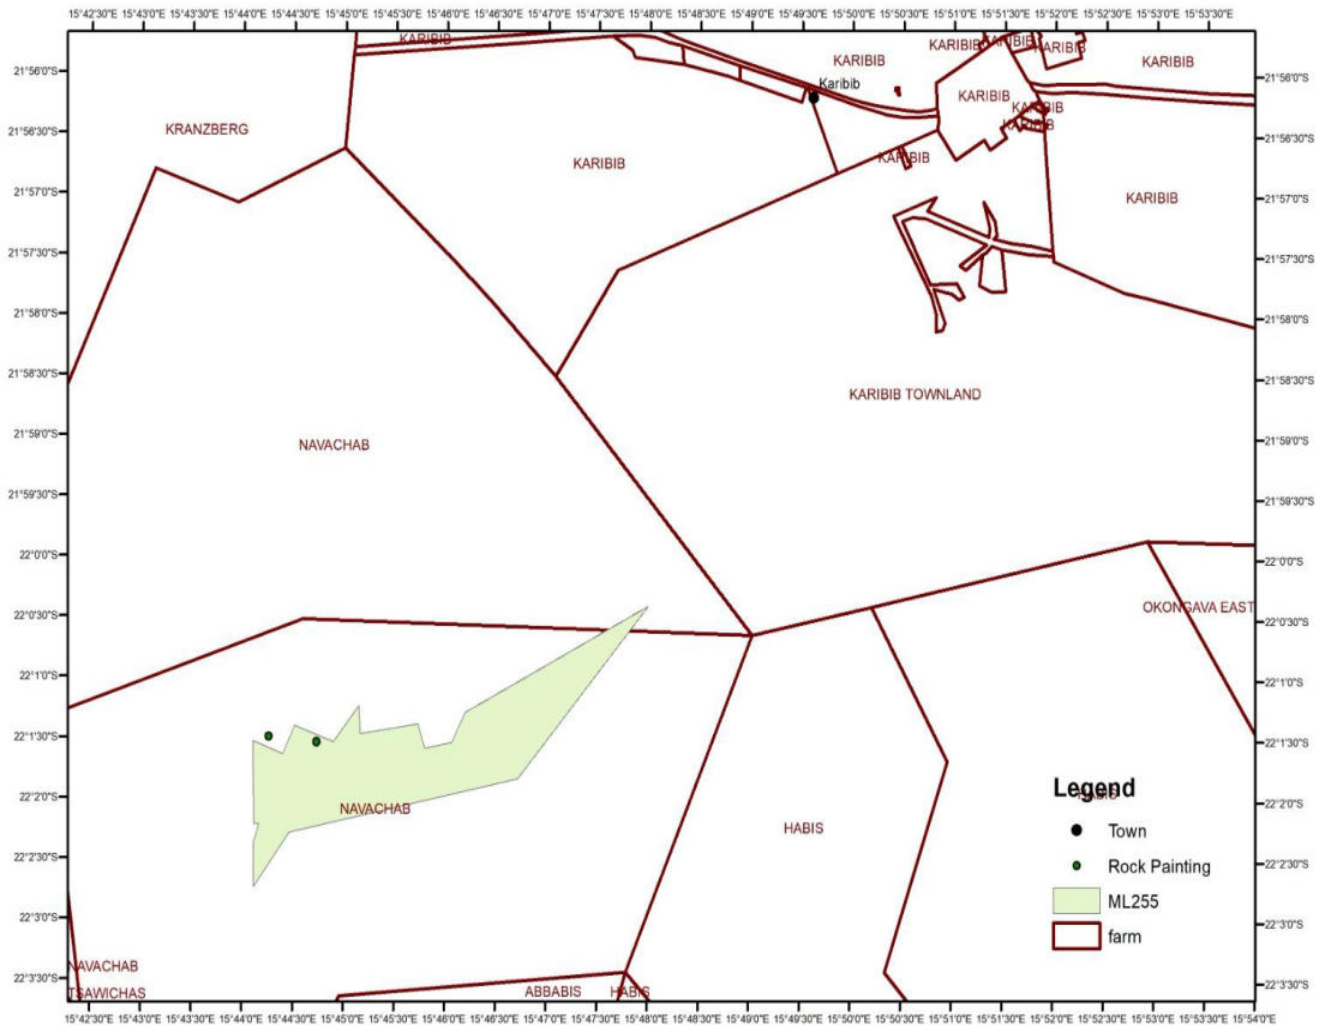 15°42'30"E 15°43'0"E 15°43'30"E 15°44'0"E 15°44'30"E 15°45'0"E 15°45'30"E 15°46'0"E 15°46'30"E 15°47'0"E 15°47'30"E 15°48'0"E 15°48'30"E 15°49'0"E 15°49'30"E 15°50'0"E 15°50'30"E 15°51'0"E 15°51'30"E 15°52'0"E 15°52'30"E 15°53'0"E 15°53'30"E
KARIBIB KARIBIB KARIBIB KARIBIB
KARIBIB KARIBIB
21°56'0"S 21°56'0"S
Karibib
KARIBIB
KARIBIB
KARIBIB
KRANZBERG
21°56'30"S 21°56'30"S
KARIBIB
KARIBIB
21°57'0"S 21°57'0"S
KARIBIB
21°57'30"S 21°57'30"S
21°58'0"S 21°58'0"S
21°58'30"S 21°58'30"S
KARIBIB TOWNLAND
21°59'0"S 21°59'0"S
NAVACHAB
21°59'30"S 21°59'30"S
22°0'0"S 22°0'0"S
OKONGAVA EAST
22°0'30"S 22°0'30"S
22°1'0"S 22°1'0"S
22°1'30"S 22°1'30"S
Legend
22°2'0"S 22°2'0"S
NAVACHAB
HABIS
Town
22°2'30"S 22°2'30"S
Rock Painting
ML255
22°3'0"S 22°3'0"S
farm
NAVACHAB
22°3'30"S 22°3'30"S
TSAWICHAS ABBABIS HABIS
15°42'30"E 15°43'0"E 15°43'30"E 15°44'0"E 15°44'30"E 15°45'0"E 15°45'30"E 15°46'0"E 15°46'30"E 15°47'0"E 15°47'30"E 15°48'0"E 15°48'30"E 15°49'0"E 15°49'30"E 15°50'0"E 15°50'30"E 15°51'0"E 15°51'30"E 15°52'0"E 15°52'30"E 15°53'0"E 15°53'30"E 15°54'0"E